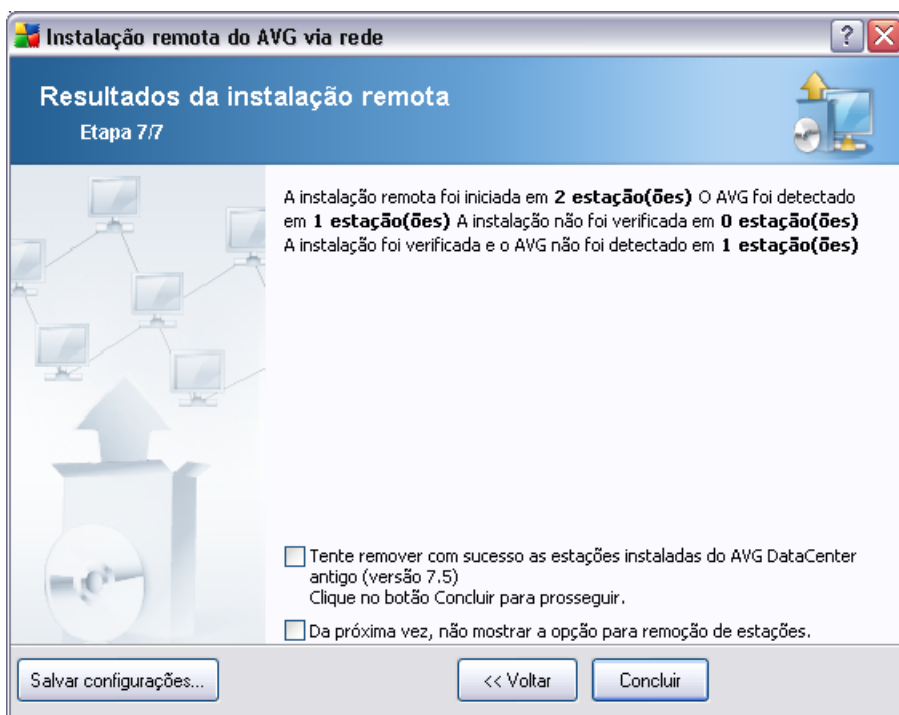 Instalação remota do AVG via rede
Resultados da instalação remota
Etapa 7/7
A instalação remota foi iniciada em 2 estação(ões) O AVG foi detectado
em 1 estação(ões) A instalação não foi verificada em 0 estação(ões)
A instalação foi verificada e o AVG não foi detectado em 1 estação(ões)
Tente remover com sucesso as estações instaladas do AVG DataCenter
antigo (versão 7.5)
Clique no botão Concluir para prosseguir.
Da próxima vez, não mostrar a opção para remoção de estações.
Salvar configurações...
<< Voltar
Concluir